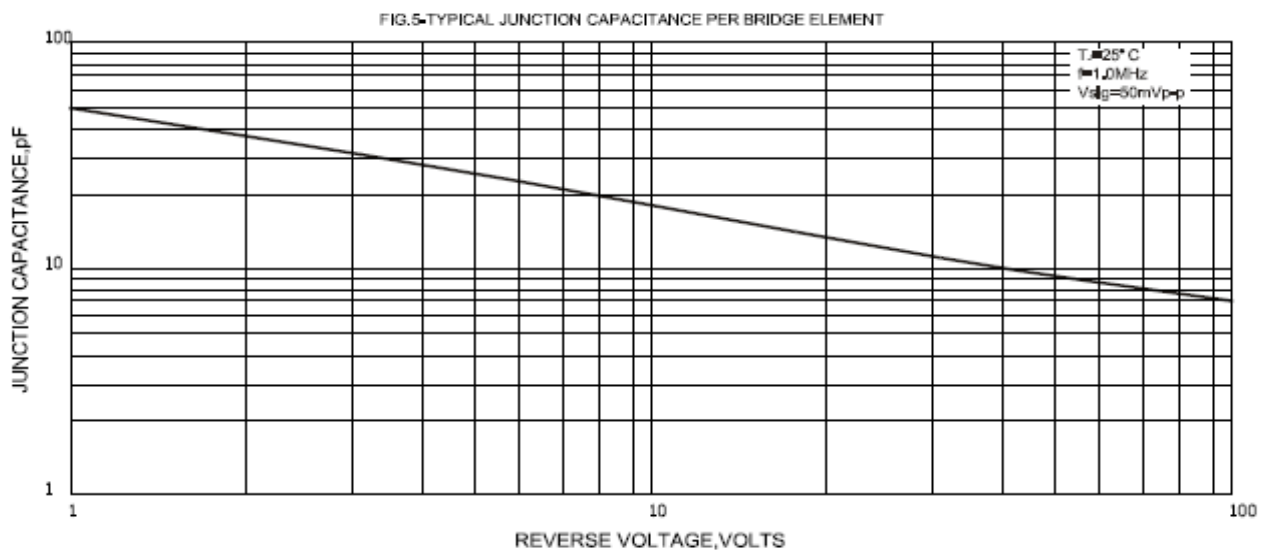 FIG.5-TYPICAL JUNCTION CAPACITANCE PER BRIDGE ELEMENT
100
10
1
JUNCTION CAPACITANCE,pF
TJ=25°C
f=1.0MHz
Vsig=50mVp-p
1
10
100
REVERSE VOLTAGE,VOLTS